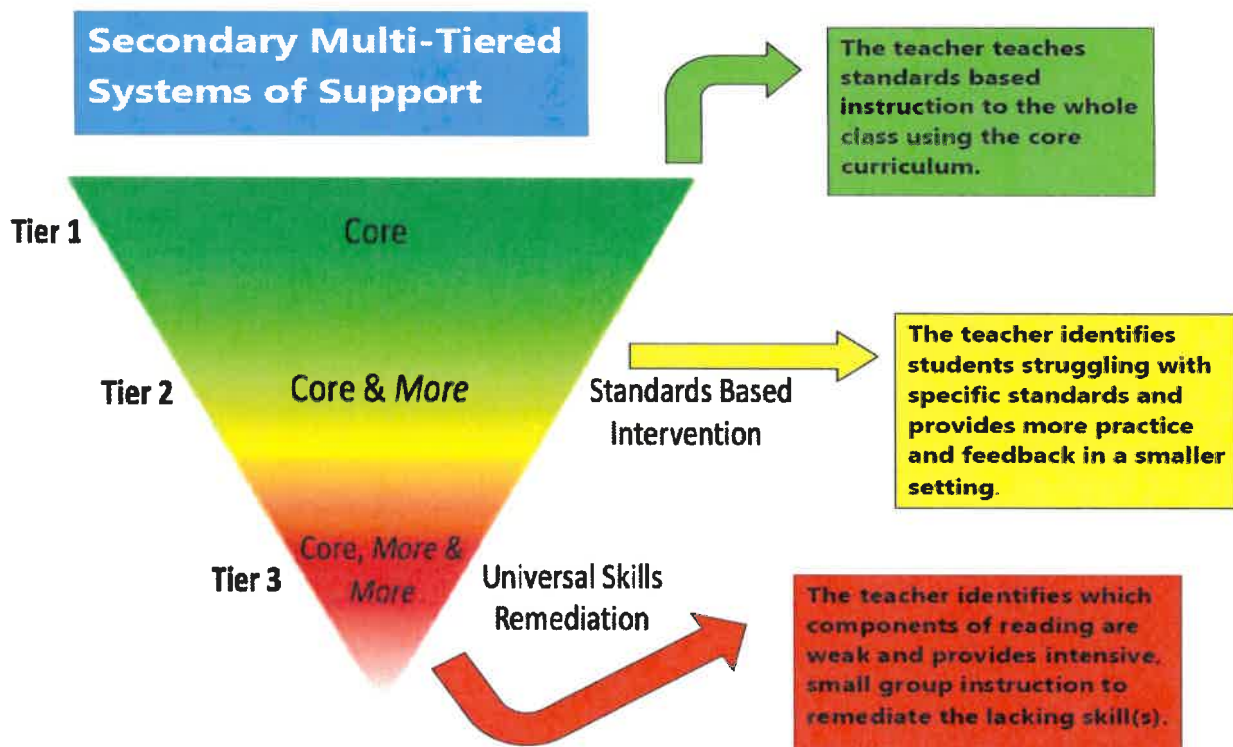 Secondary Multi-Tiered
Systems of Support
The teacher teaches
standards based
instruction to the whole
class using the core
curriculum.
Tier 1
Core
Tier 2
Core & More
Standards Based
Intervention
The teacher identifies
students struggling with
specific standards and
provides more practice
and feedback in a smaller
setting.
Tier 3
Core, More &
More
Universal Skills
Remediation
The teacher identifies which
components of reading are
weak and provides intensive,
small group instruction to
remediate the lacking skill(s).